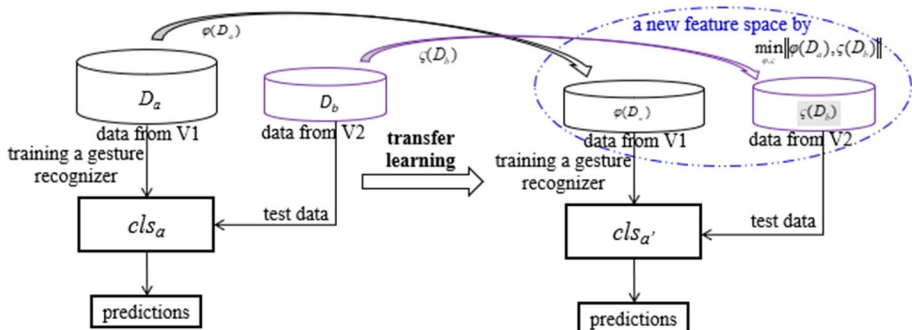 φ(Dₐ)
ς(D_b)
a new feature space by
min ‖φ(Dₐ),ς(D_b)‖
φ,ς
Dₐ
D_b
φ(Dₐ)
ς(D_b)
data from V1
data from V2
data from V1
data from V2
training a gesture
recognizer
transfer
learning
training a gesture
recognizer
clsₐ
test data
clsₐ'
test data
predictions
predictions